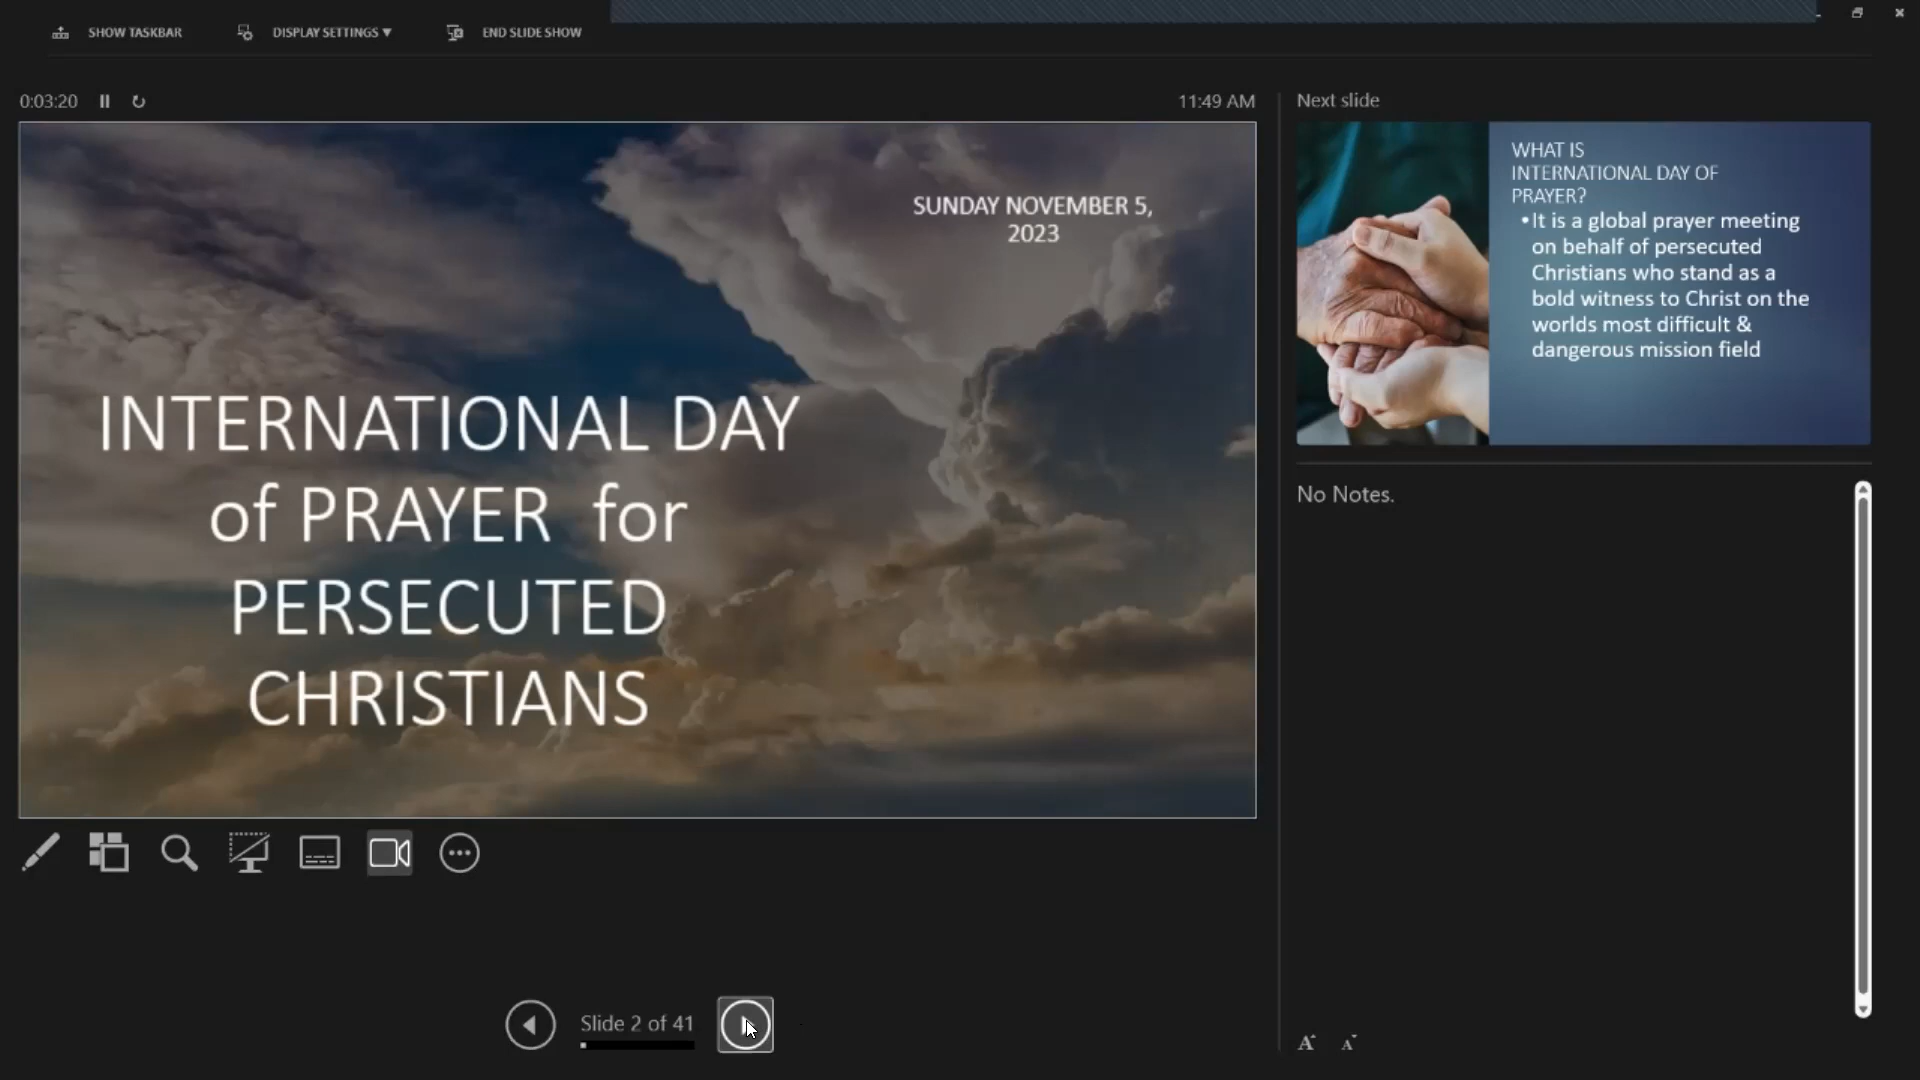 SHOW TASKBAR
DISPLAY SETTINGS ▼
END SLIDE SHOW
0:03:20
11:49 AM
SUNDAY NOVEMBER 5,
2023
INTERNATIONAL DAY
of PRAYER for
PERSECUTED
CHRISTIANS
Slide 2 of 41
Next slide
WHAT IS
INTERNATIONAL DAY OF
PRAYER?
•It is a global prayer meeting
on behalf of persecuted
Christians who stand as a
bold witness to Christ on the
worlds most difficult &
dangerous mission field
No Notes.
A A